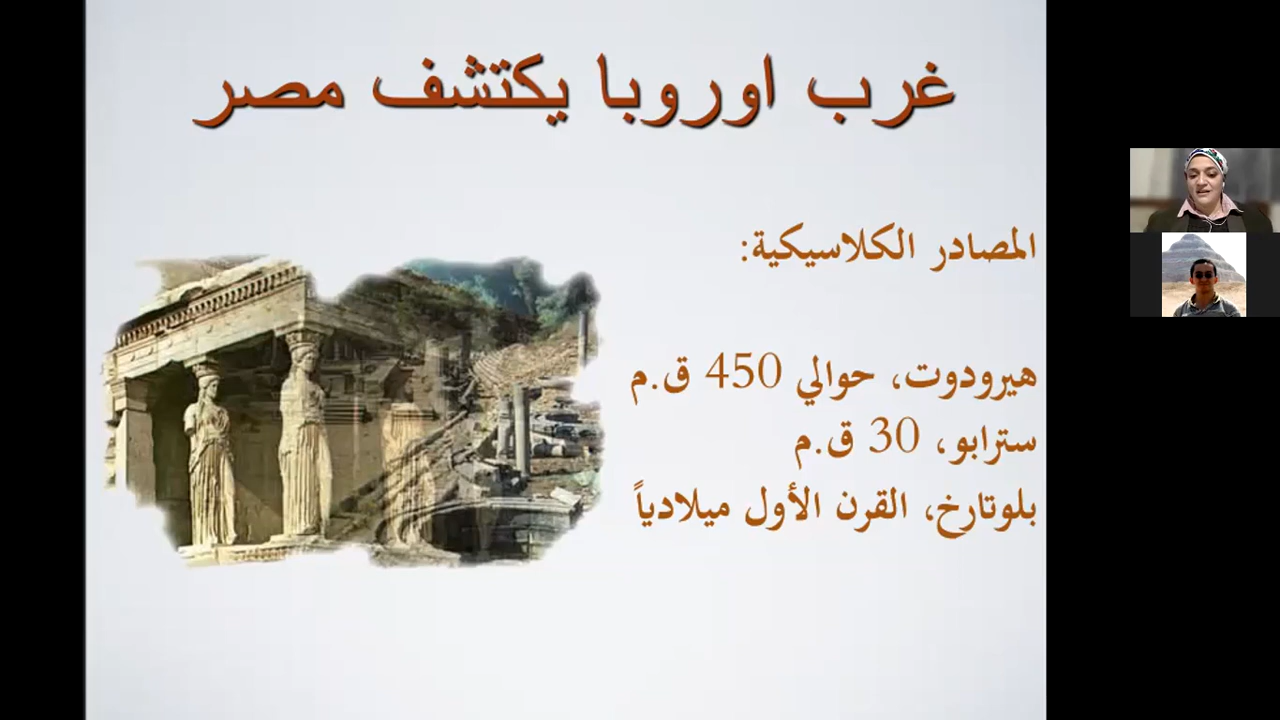 غرب اوروبا يكتشف مصر
المصادر الكلاسيكية:
هيرودوت، حوالي 450 ق.م
سترابو، 30 ق.م
بلوتارخ، القرن الأول ميلادياً